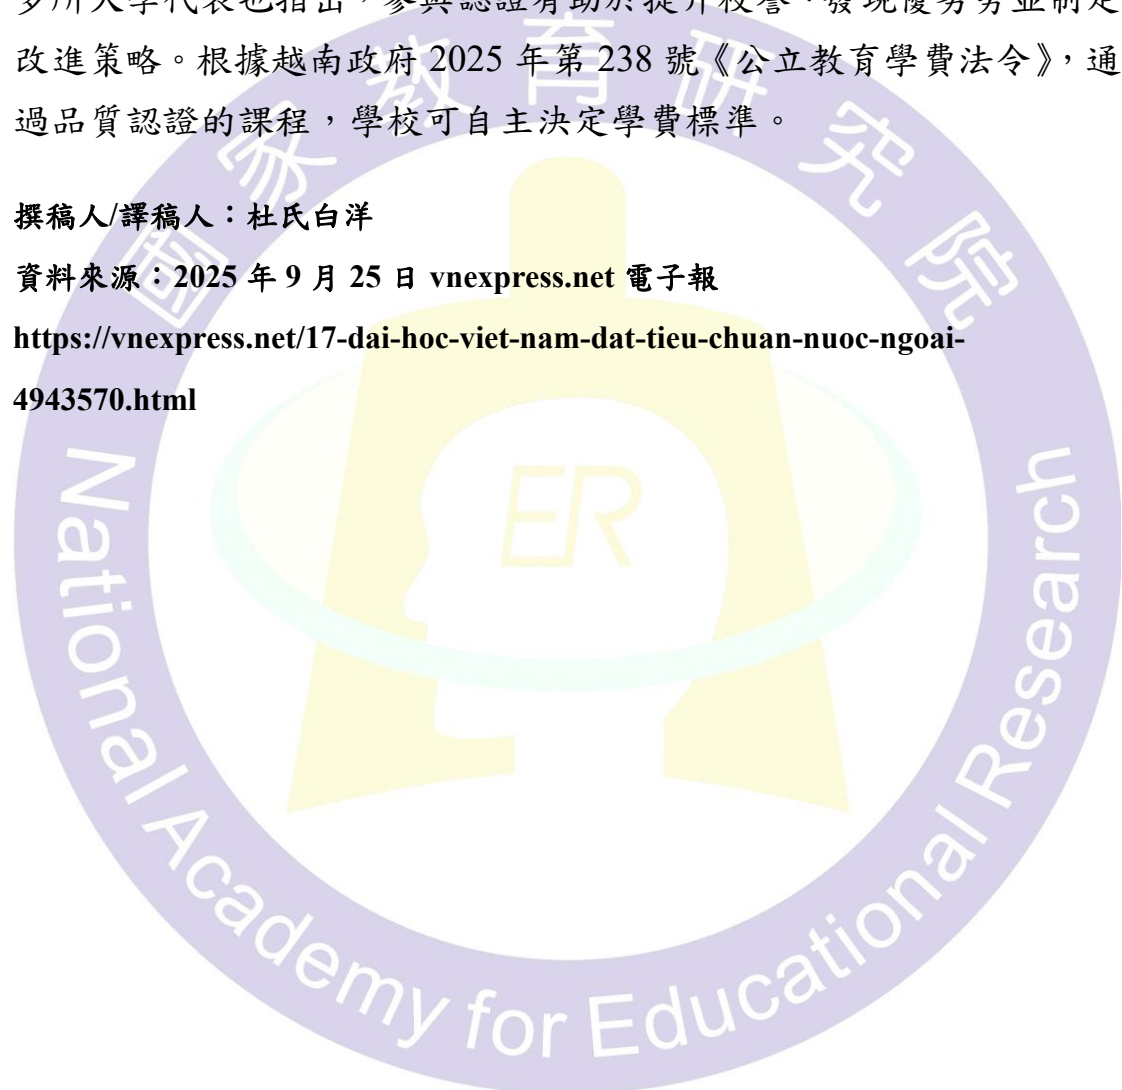 多所大學代表也指出，參與認證有助於提升校譽、發現優劣勢並制定
改進策略。根據越南政府 2025 年第 238 號《公立教育學費法令》，通
過品質認證的課程，學校可自主決定學費標準。
撰稿人/譯稿人：杜氏白洋
資料來源：2025 年 9 月 25 日 vnexpress.net 電子報
https://vnexpress.net/17-dai-hoc-viet-nam-dat-tieu-chuan-nuoc-ngoai-
4943570.html
國家教育研究院
ER
National Academy for Educational Research